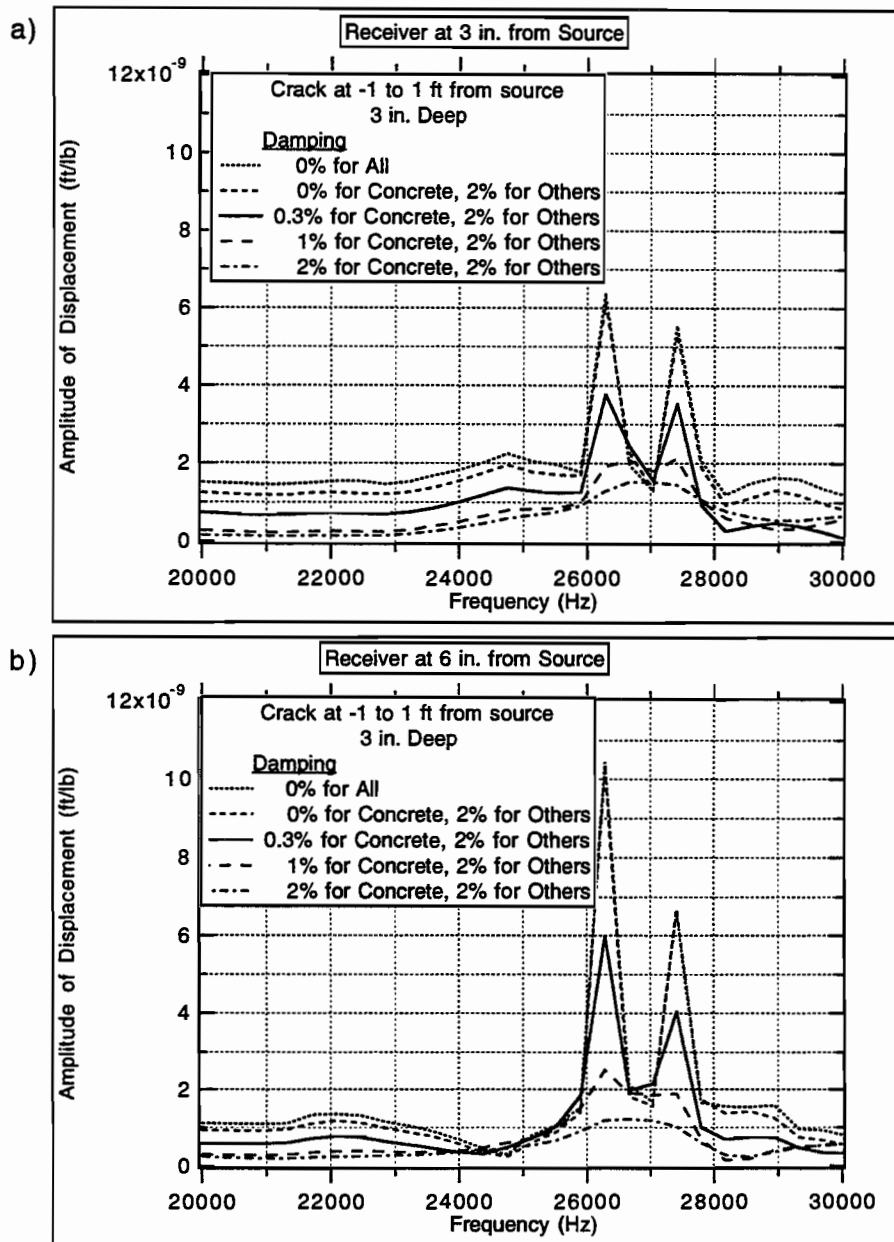 a)
Receiver at 3 in. from Source
12x10-9
Crack at -1 to 1 ft from source
3 in. Deep
Damping
0% for All
0% for Concrete, 2% for Others
0.3% for Concrete, 2% for Others
1% for Concrete, 2% for Others
2% for Concrete, 2% for Others
10
8
6
4
2
0
Amplitude of Displacement (ft/lb)
20000 22000 24000 26000 28000 30000
Frequency (Hz)
b)
Receiver at 6 in. from Source
12x10-9
Crack at -1 to 1 ft from source
3 in. Deep
Damping
0% for All
0% for Concrete, 2% for Others
0.3% for Concrete, 2% for Others
1% for Concrete, 2% for Others
2% for Concrete, 2% for Others
10
8
6
4
2
0
Amplitude of Displacement (ft/lb)
20000 22000 24000 26000 28000 30000
Frequency (Hz)